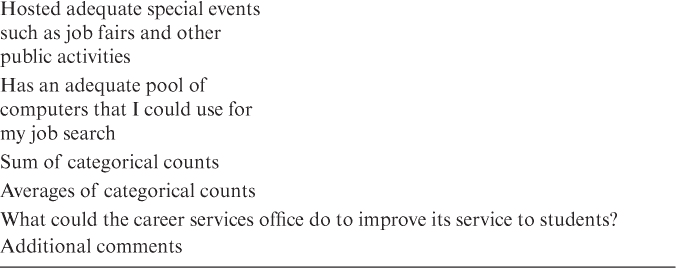 Hosted adequate special events
such as job fairs and other
public activities
Has an adequate pool of
computers that I could use for
my job search
Sum of categorical counts
Averages of categorical counts
What could the career services office do to improve its service to students?
Additional comments